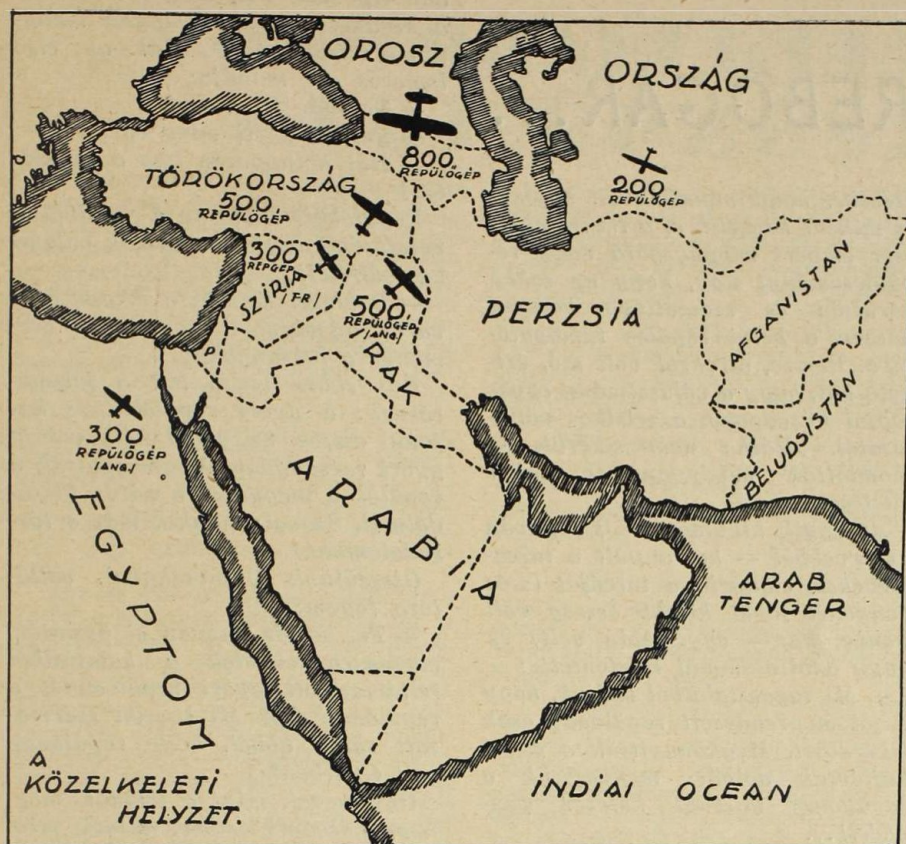 OROSZ
ORSZÁG
800
REPÜLŐGÉP
200
REPÜLŐGÉP
TÖRÖKORSZÁG
500
REPÜLŐGÉP
300
REPGÉP
SZIRIA
/FR/
500
REPÜLŐGÉP
/ANG/
IRAK
PERZSIA
AFGANISTAN
BELUDSISTÁN
P
300
REPÜLŐGÉP
/ANG/
EGYPTOM
ARABIA
ARAB
TENGER
INDIAI OCEAN
A
KÖZELKELETI
HELYZET.